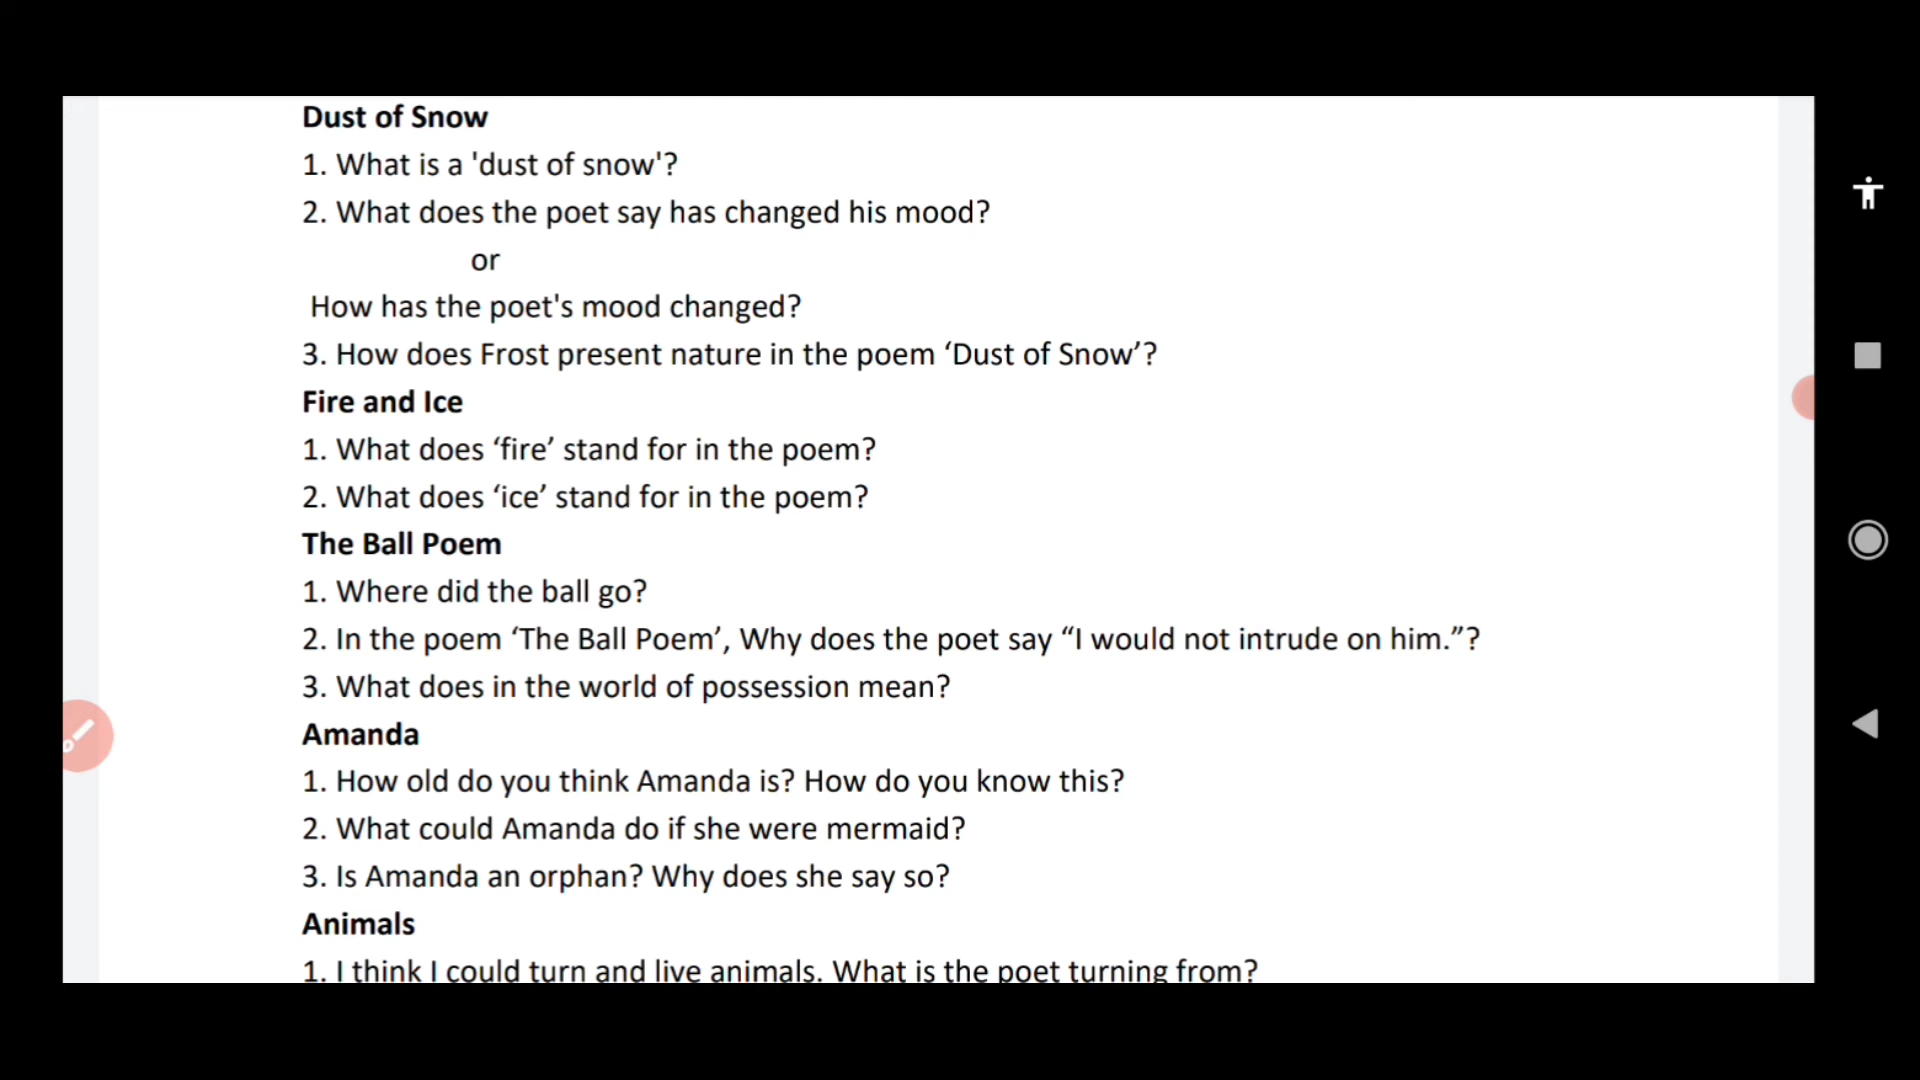 Dust of Snow
1. What is a 'dust of snow'?
2. What does the poet say has changed his mood?
or
How has the poet's mood changed?
3. How does Frost present nature in the poem ‘Dust of Snow’?
Fire and Ice
1. What does ‘fire’ stand for in the poem?
2. What does ‘ice’ stand for in the poem?
The Ball Poem
1. Where did the ball go?
2. In the poem ‘The Ball Poem’, Why does the poet say “I would not intrude on him.”?
3. What does in the world of possession mean?
Amanda
1. How old do you think Amanda is? How do you know this?
2. What could Amanda do if she were mermaid?
3. Is Amanda an orphan? Why does she say so?
Animals
1. I think I could turn and live animals. What is the poet turning from?